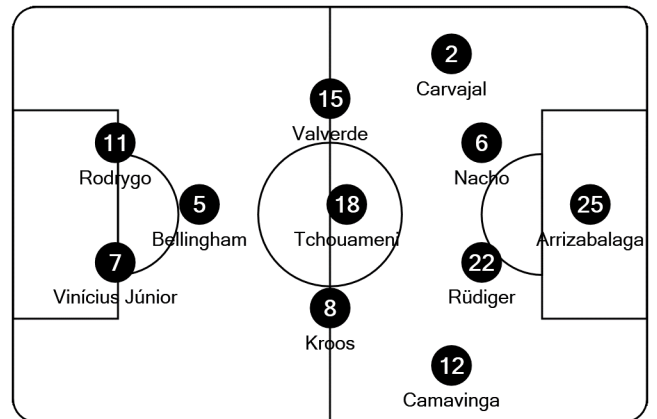 2
Carvajal
15
Valverde
11
Rodrygo
6
Nacho
5
Bellingham
18
Tchouameni
25
Arrizabalaga
7
Vinícius Júnior
22
Rüdiger
8
Kroos
12
Camavinga